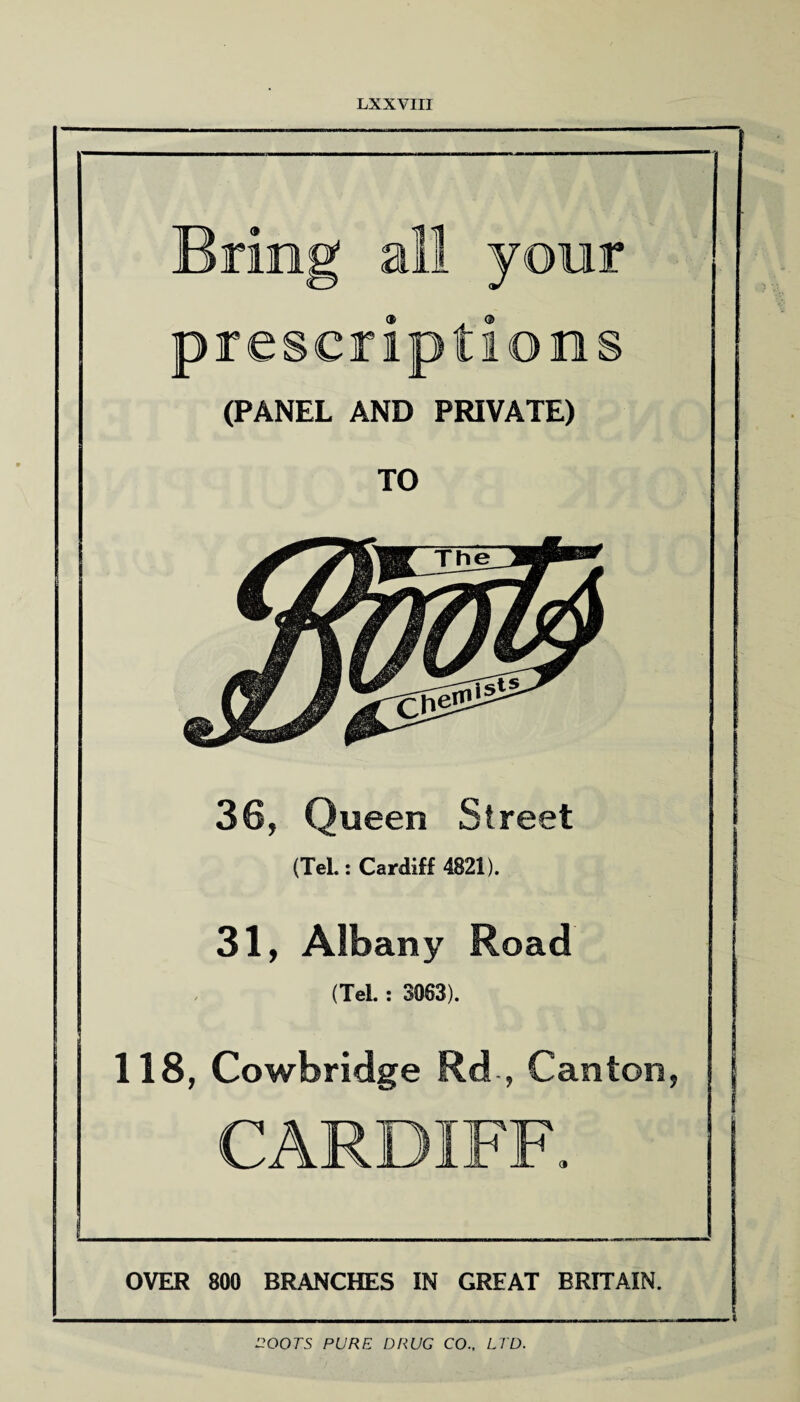 LXXVIII
Bring all your
prescriptions
(PANEL AND PRIVATE)
TO
The
Boots
Chemists
36, Queen Street
(Tel. : Cardiff 4821).
31, Albany Road
(Tel. : 3063).
118, Cowbridge Rd., Canton,
CARDIFF.
OVER 800 BRANCHES IN GREAT BRITAIN.
BOOTS PURE DRUG CO., LTD.